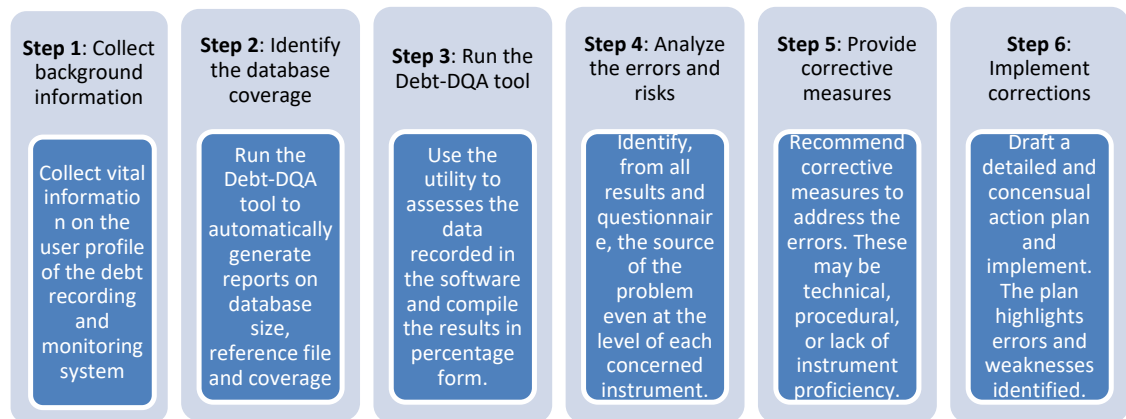 Step 1: Collect
background
information
Collect vital
informatio
n on the
user profile
of the debt
recording
and
monitoring
system
Step 2: Identify
the database
coverage
Run the
Debt-DQA
tool to
automatically
generate
reports on
database
size,
reference file
and coverage
Step 3: Run the
Debt-DQA tool
Use the
utility to
assesses the
data
recorded in
the software
and compile
the results in
percentage
form.
Step 4: Analyze
the errors and
risks
Identify,
from all
results and
questionnair
e, the source
of the
problem
even at the
level of each
concerned
instrument.
Step 5: Provide
corrective
measures
Recommend
corrective
measures to
address the
errors. These
may be
technical,
procedural,
or lack of
instrument
proficiency.
Step 6:
Implement
corrections
Draft a
detailed and
concensual
action plan
and
implement.
The plan
highlights
errors and
weaknesses
identified.